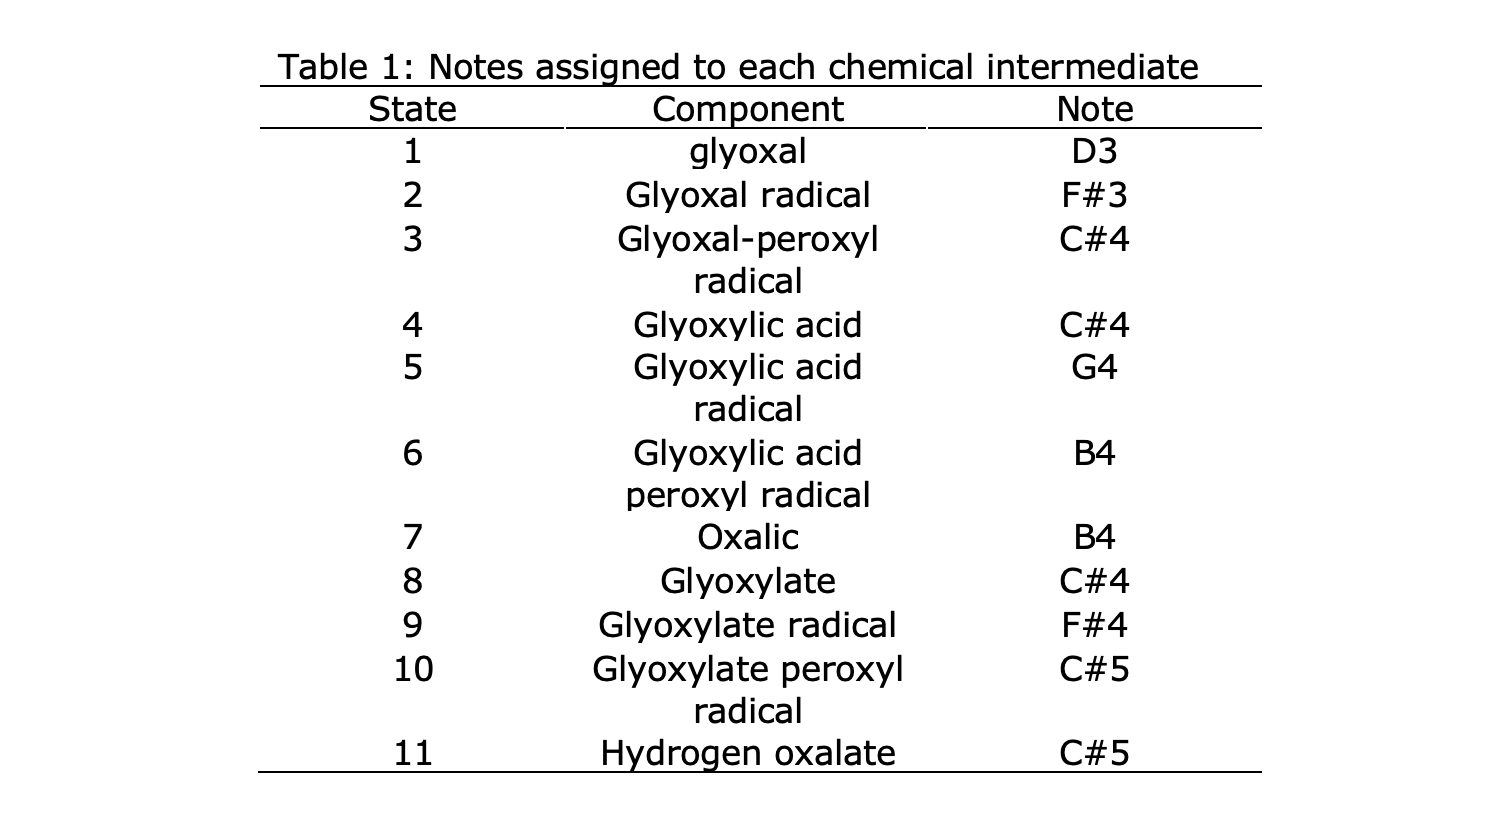 Table 1: Notes assigned to each chemical intermediate
State Component Note
1 glyoxal D3
2 Glyoxal radical F#3
3 Glyoxal-peroxyl C#4
radical
4 Glyoxylic acid C#4
5 Glyoxylic acid G4
radical
6 Glyoxylic acid B4
peroxyl radical
7 Oxalic B4
8 Glyoxylate C#4
9 Glyoxylate radical F#4
10 Glyoxylate peroxyl C#5
radical
11 Hydrogen oxalate C#5